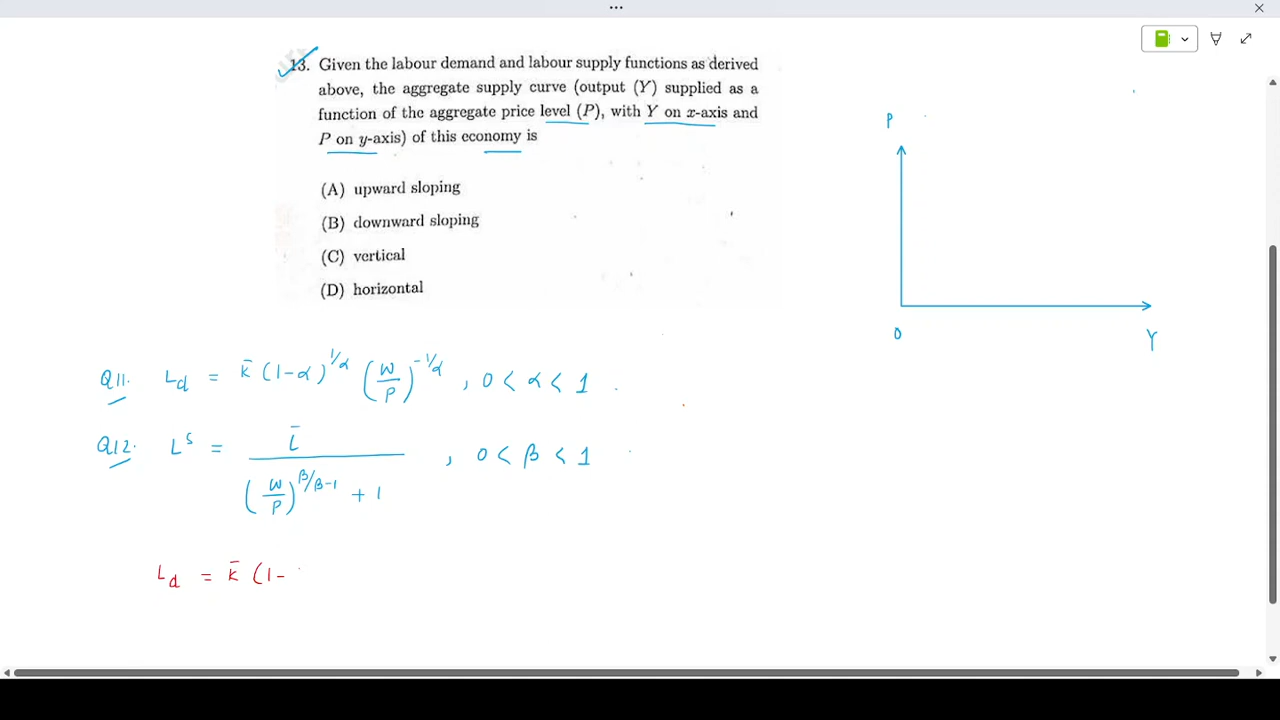 13. Given the labour demand and labour supply functions as derived
above, the aggregate supply curve (output (Y) supplied as a
function of the aggregate price level (P), with Y on x-axis and
P on y-axis) of this economy is
(A) upward sloping
(B) downward sloping
(C) vertical
(D) horizontal
P
O
Y
Q11. L_d = K̄ (1-α)^{1/α} (W/P)^{-1/α} , 0 < α < 1
Q12. L^s = L̄ / ((W/P)^{β/β-1} + 1) , 0 < β < 1
L_d = K̄ (1-